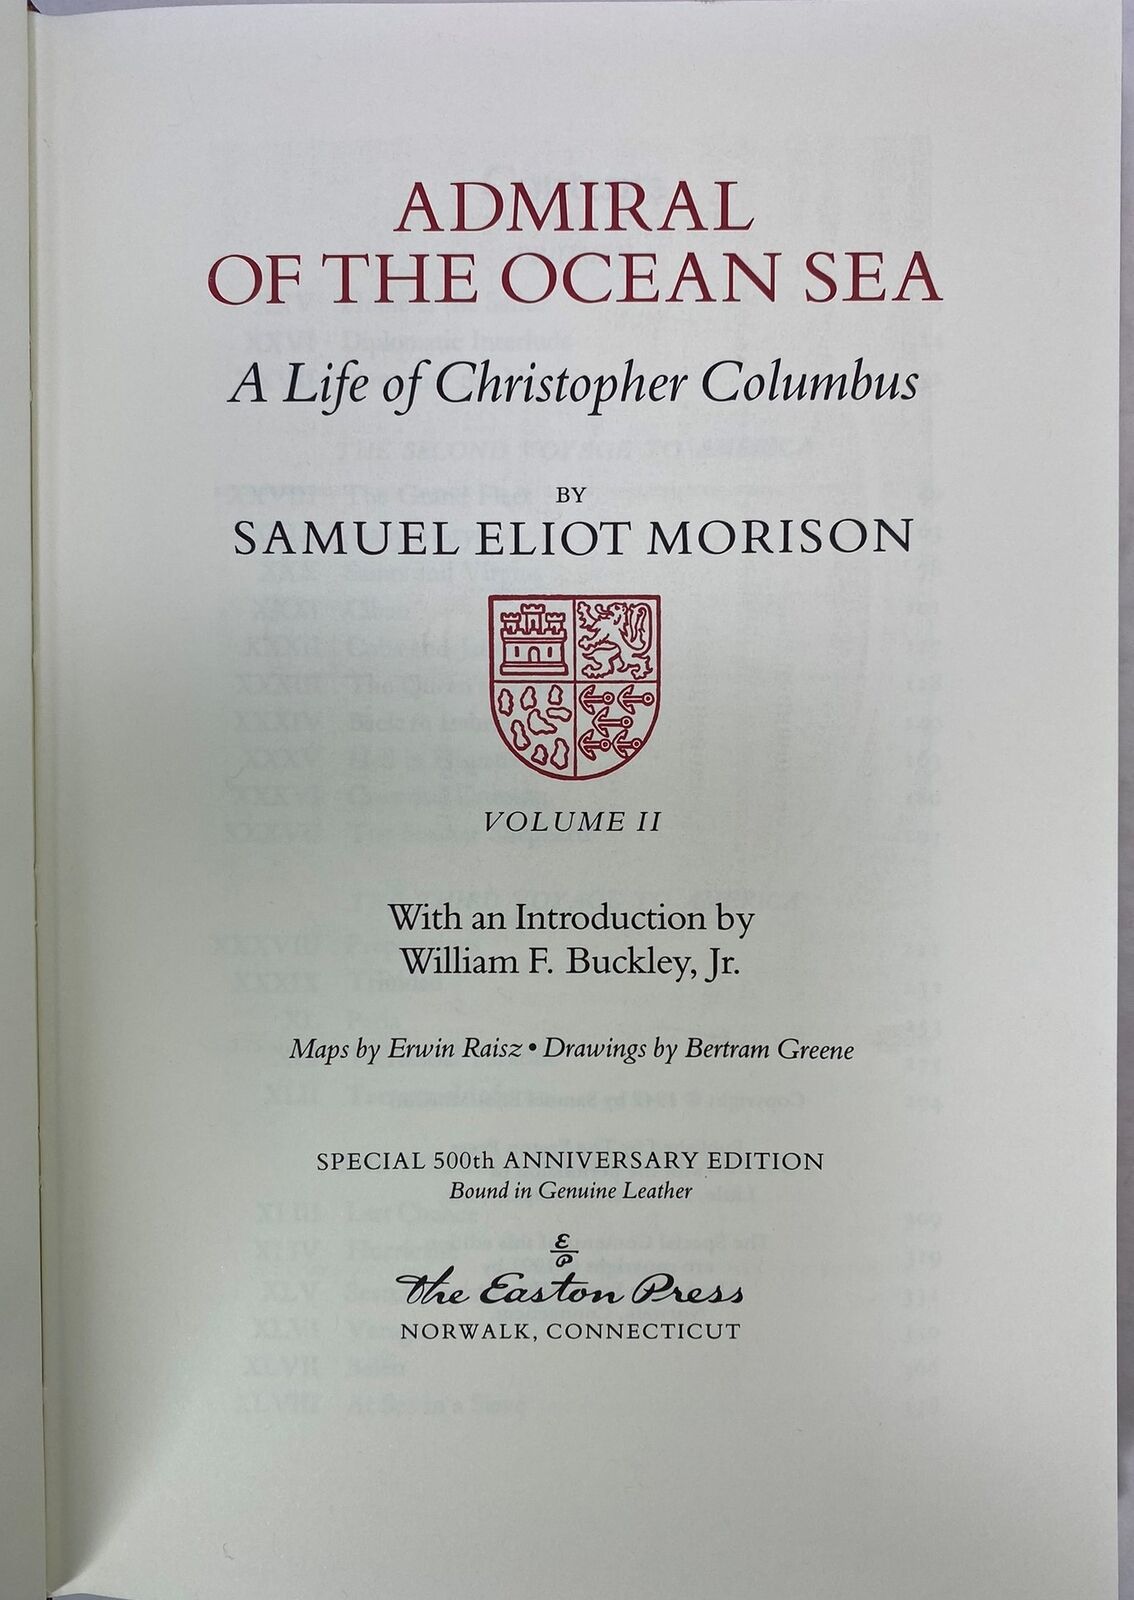 ADMIRAL
OF THE OCEAN SEA
A Life of Christopher Columbus
BY
SAMUEL ELIOT MORISON
VOLUME II
With an Introduction by
William F. Buckley, Jr.
Maps by Erwin Raisz • Drawings by Bertram Greene
SPECIAL 500th ANNIVERSARY EDITION
Bound in Genuine Leather
E
P
The Easton Press
NORWALK, CONNECTICUT